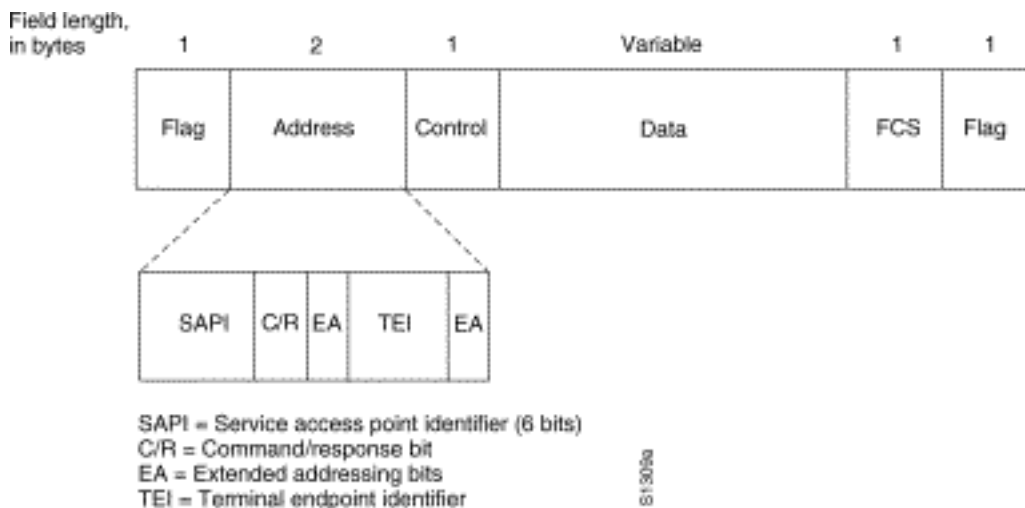 Field length,
in bytes 1 2 1 Variable 1 1
Flag Address Control Data FCS Flag
SAPI C/R EA TEI EA
SAPI = Service access point identifier (6 bits)
C/R = Command/response bit
EA = Extended addressing bits
TEI = Terminal endpoint identifier
S1309a